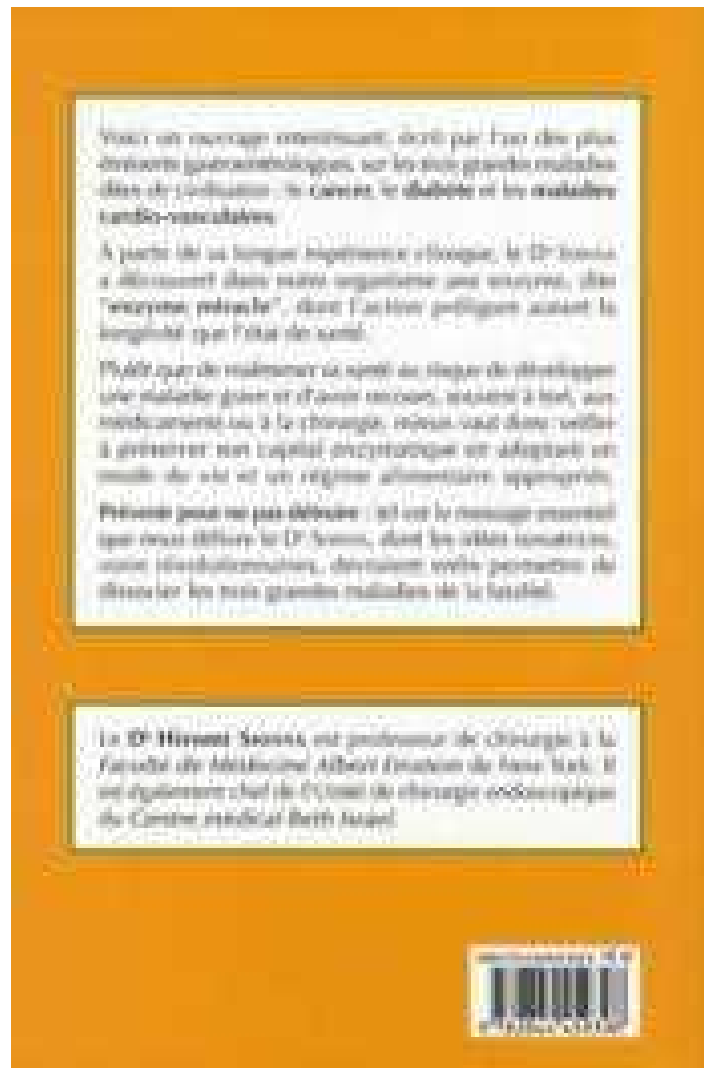 Voici un ouvrage intéressant, écrit par l'un des plus
éminents gastroentérologues, sur les trois grandes maladies
dites de civilisation : le cancer, le diabète et les maladies
cardio-vasculaires.
À partir de sa longue expérience clinique, le Dr
a découvert dans notre organisme une enzyme, dite
"enzyme miracle", dont l'action protégera autant la
longévité que l'état de santé.
Plutôt que de malmener sa santé au risque de développer
une maladie grave et d'avoir recours, souvent à tort, aux
médicaments ou à la chirurgie, mieux vaut donc veiller
à préserver son capital enzymatique en adoptant un
mode de vie et un régime alimentaire appropriés.
Prévenir pour ne pas détruire : tel est le message essentiel
que nous délivre le Dr dont les idées novatrices,
voire révolutionnaires, devraient enfin permettre de
dissocier les trois grandes maladies de la fatalité.
Le Dr Hiromi est professeur de chirurgie à la
Faculté de Médecine Albert Einstein de New York. Il
est également chef de l'Unité de chirurgie endoscopique
du Centre médical Beth Israel.